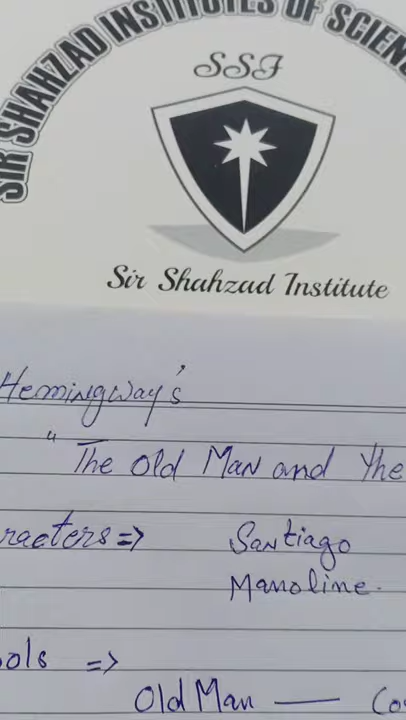 SIR SHAHZAD INSTITUTES OF SCIEN
SSI
Sir Shahzad Institute
Hemingway's
"The Old Man and The
racters =>
Santiago
Manoline.
ols =>
Old Man — Co